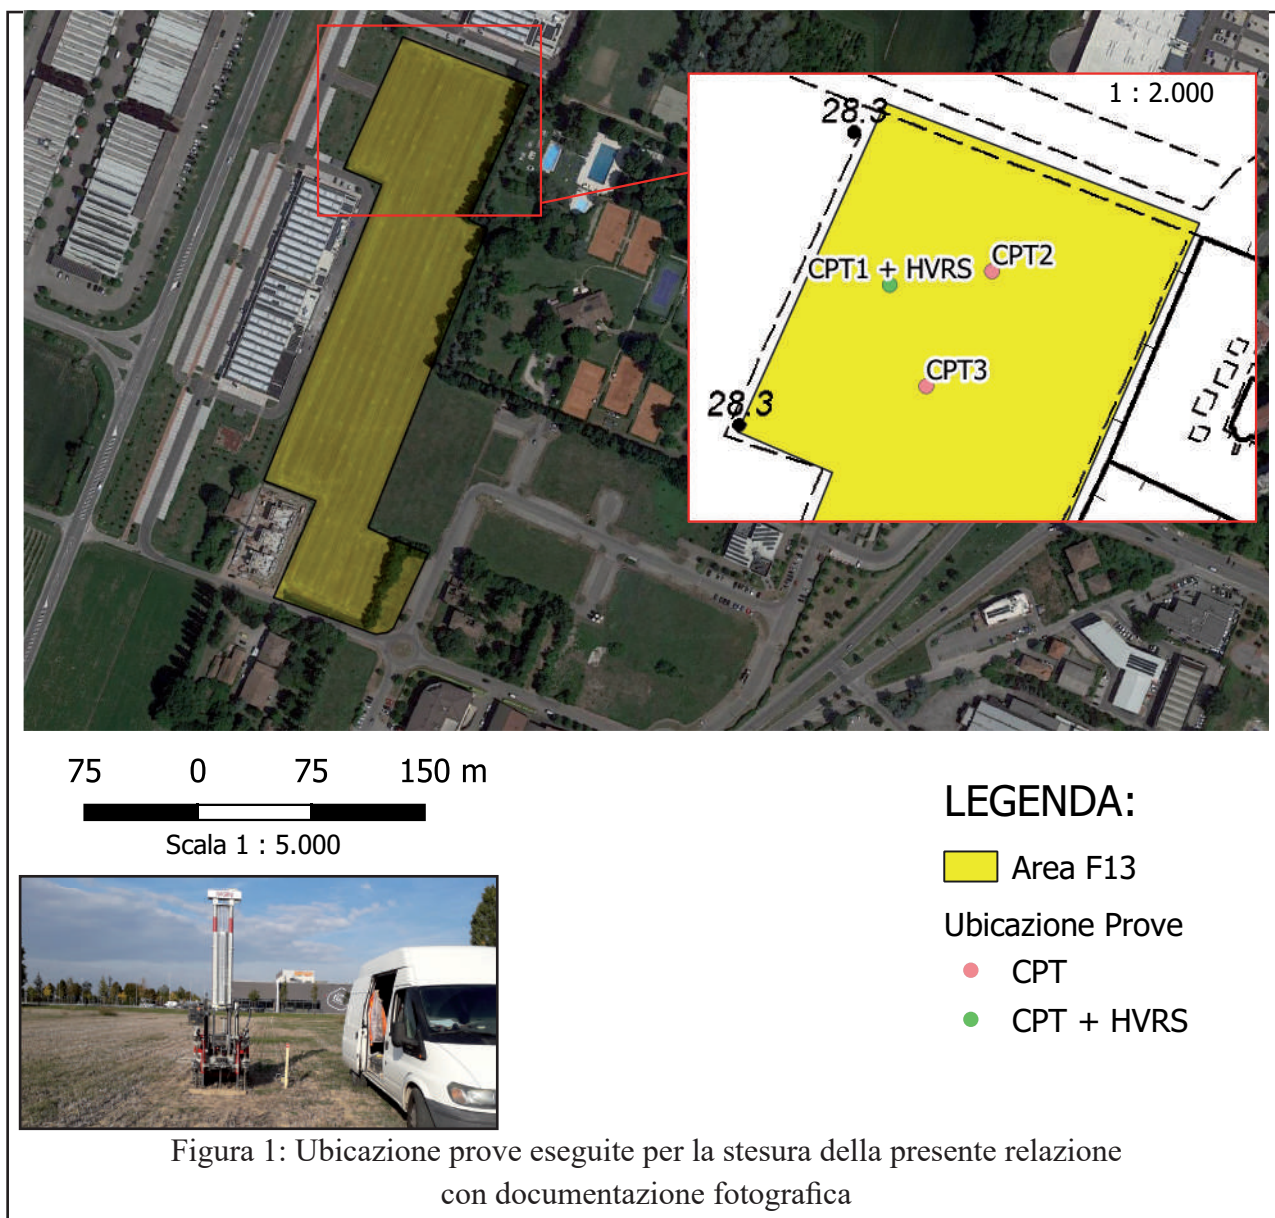 1 : 2.000
28.3
CPT1 + HVRS
CPT2
CPT3
28.3
75 0 75 150 m
Scala 1 : 5.000
LEGENDA:
Area F13
Ubicazione Prove
CPT
CPT + HVRS
Figura 1: Ubicazione prove eseguite per la stesura della presente relazione
con documentazione fotografica